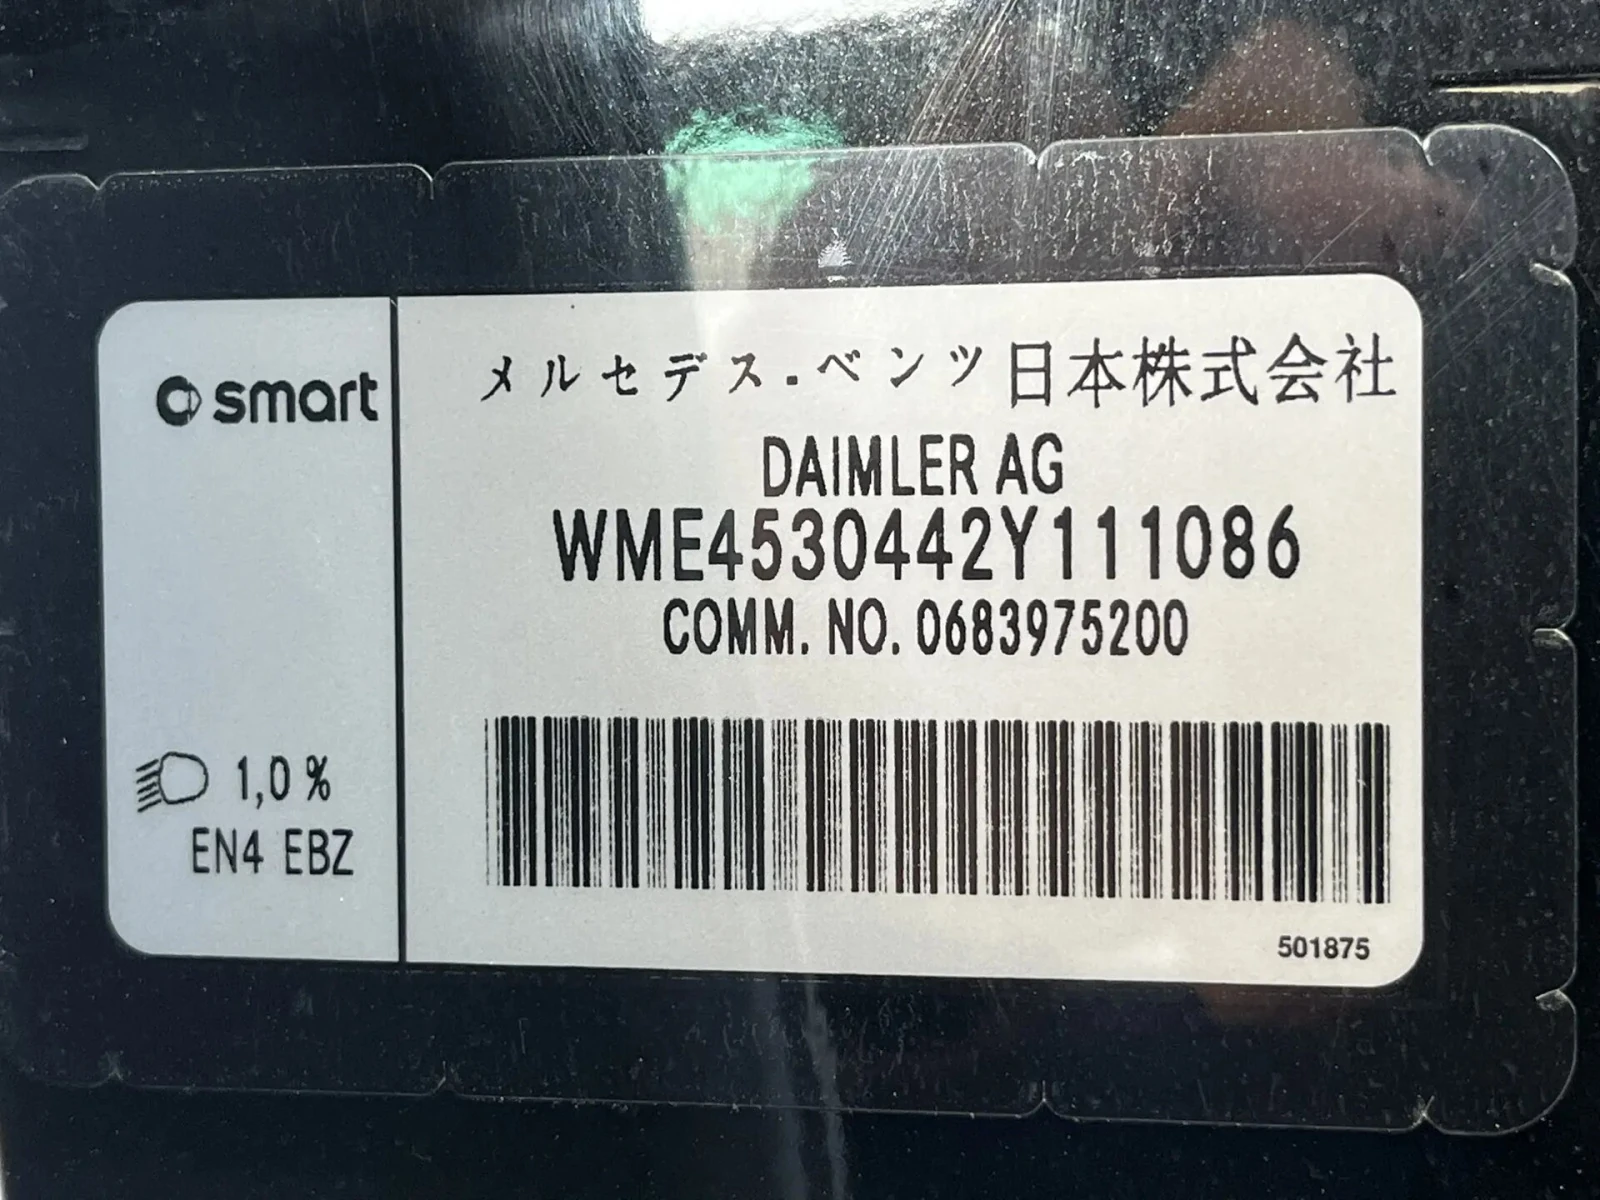 smart
メルセデス・ベンツ日本株式会社
DAIMLER AG
WME4530442Y111086
COMM. NO. 0683975200
1,0 %
EN4 EBZ
501875